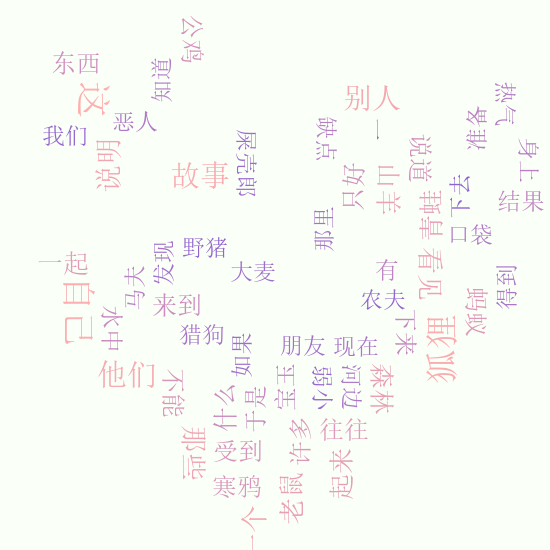 公鸡
东西
知道
这
恶人
我们
说明
故事
屎壳郎
别人
缺点
一
说道
准备
热气
身上
只好
山羊
下去
结果
那里
青蛙
口袋
一起
发现
野猪
大麦
马夫
有
看见
得到
自己
来到
农夫
蚂蚁
水中
猎狗
如果
朋友
现在
下来
狐狸
他们
不能
什么
于是
宝玉
弱小
河边
森林
那些
受到
许多
往往
寒鸦
老鼠
起来
一个